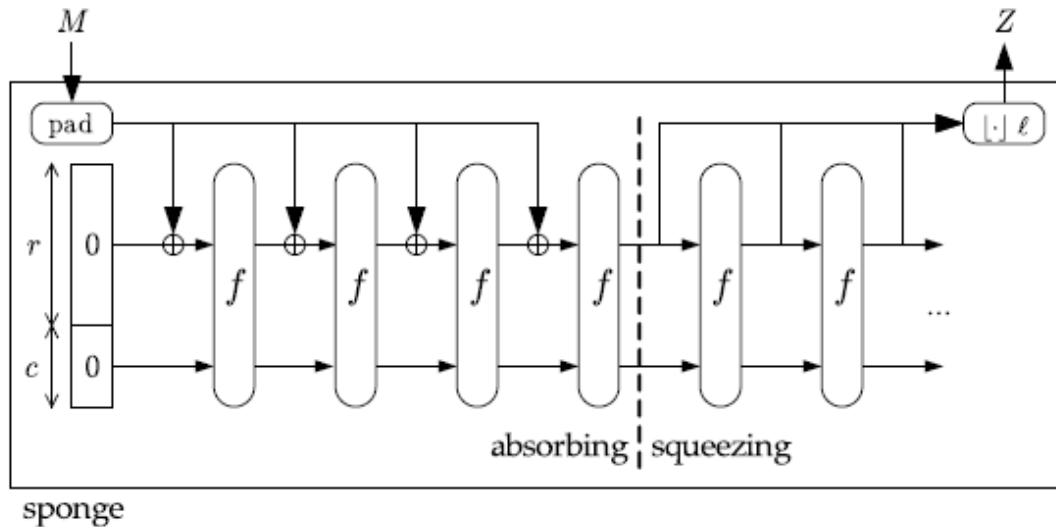 M Z
pad ⌊·⌋ ℓ
r 0 f f f f f f
c 0 ...
absorbing squeezing
sponge